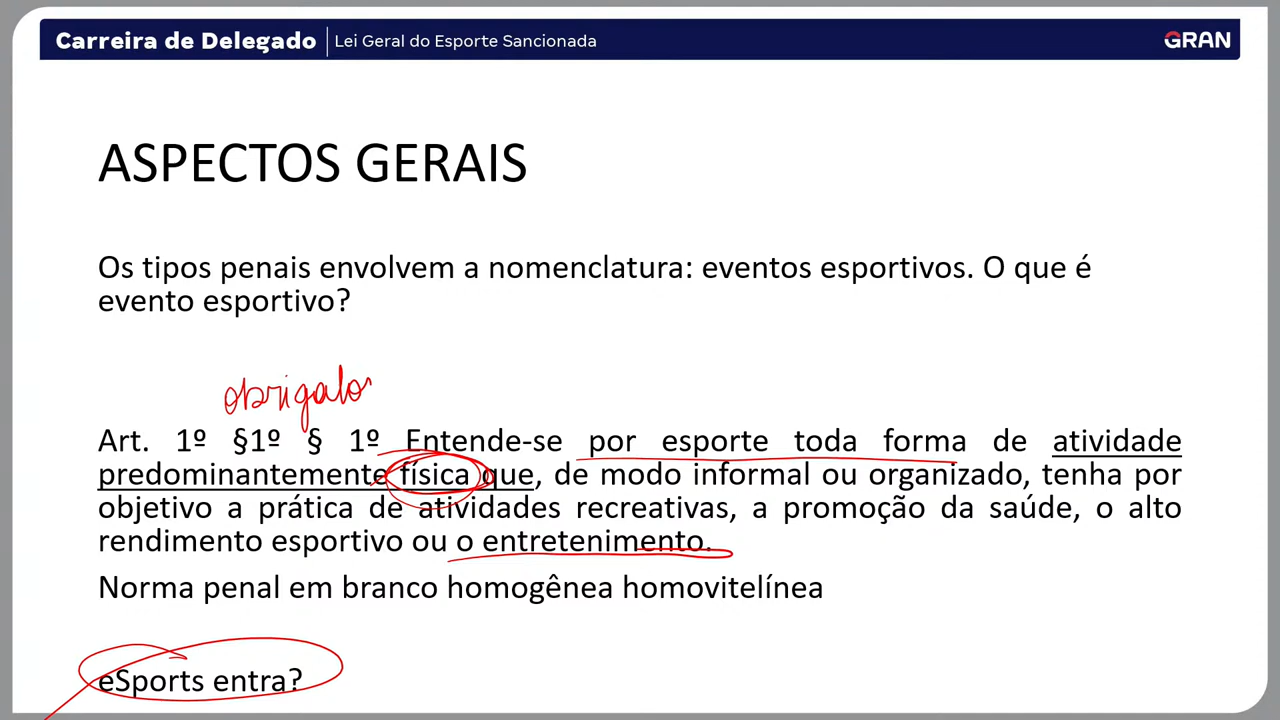 Carreira de Delegado | Lei Geral do Esporte Sancionada GRAN
ASPECTOS GERAIS
Os tipos penais envolvem a nomenclatura: eventos esportivos. O que é
evento esportivo?
obrigato
Art. 1º §1º § 1º Entende-se por esporte toda forma de atividade
predominantemente física que, de modo informal ou organizado, tenha por
objetivo a prática de atividades recreativas, a promoção da saúde, o alto
rendimento esportivo ou o entretenimento.
Norma penal em branco homogênea homovitelínea
eSports entra?